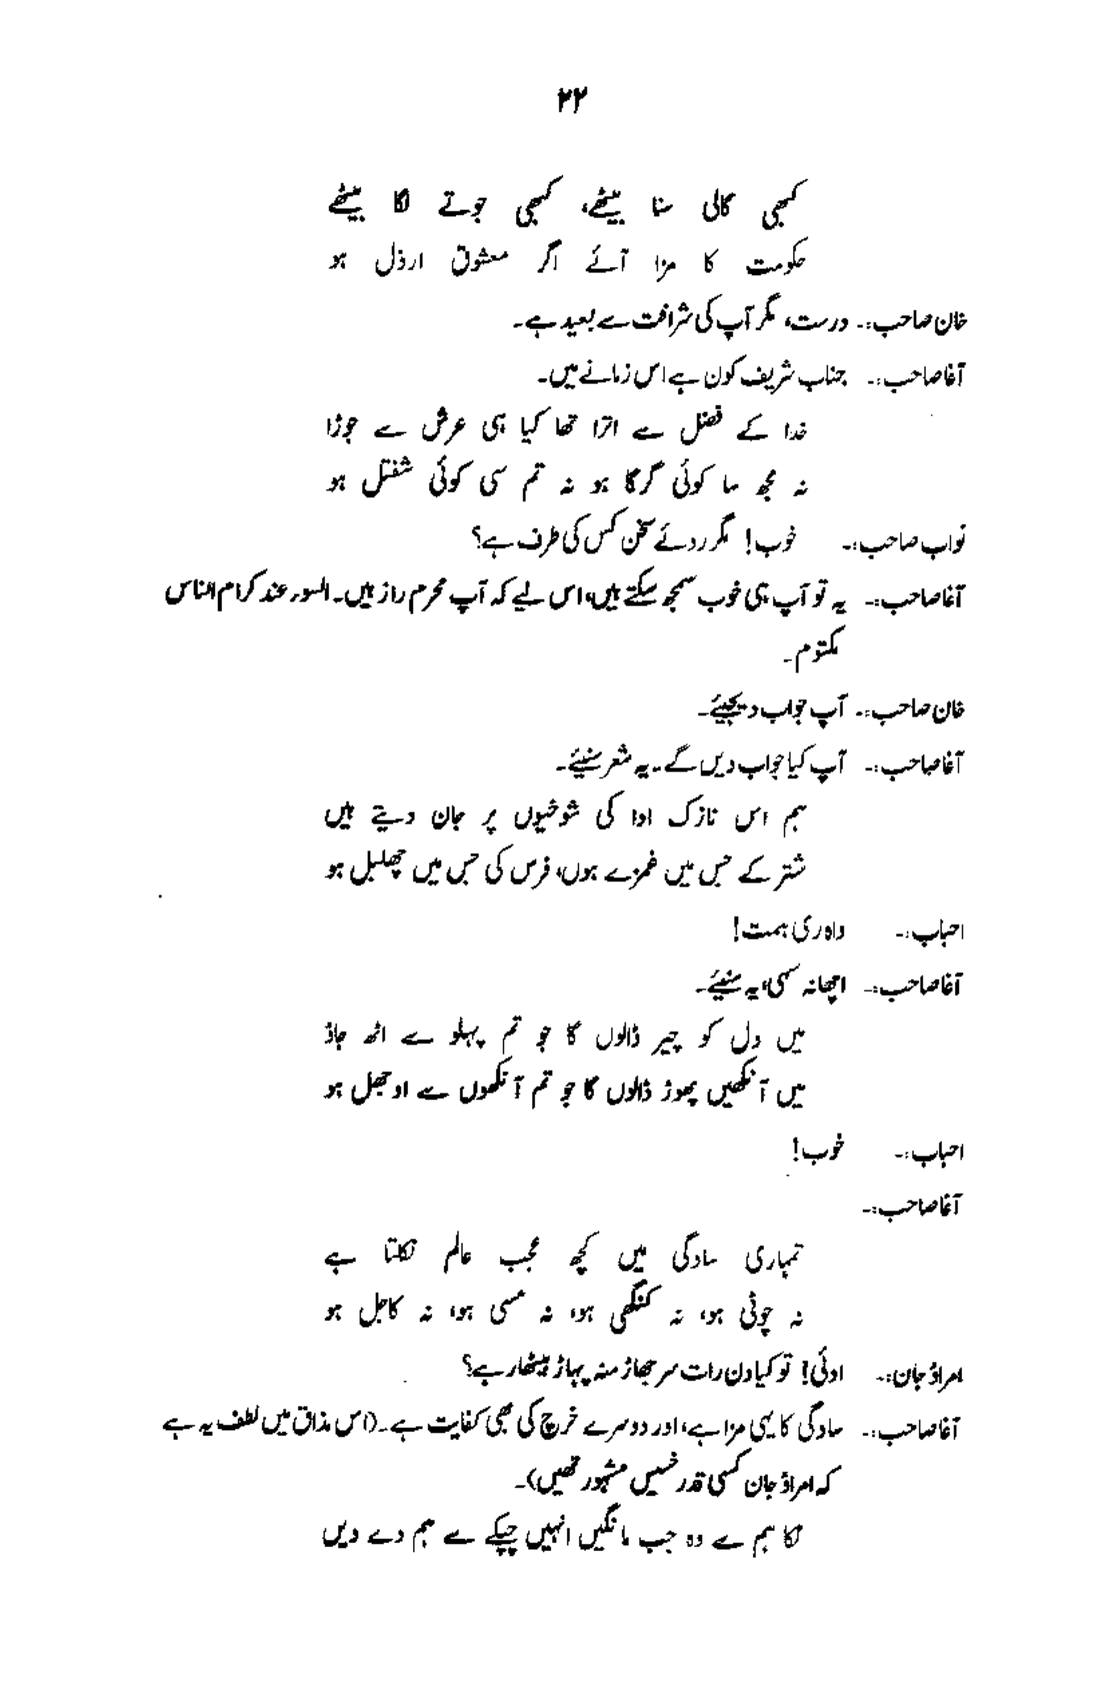 ۲۲
کبھی گالی سنا بیٹھے، کبھی جوتے لگا بیٹھے
حکومت کا مزا آئے اگر معشوق ارذل ہو
خان صاحب:۔ درست، مگر آپ کی شرافت سے بعید ہے۔
آغا صاحب:۔ جناب شریف کون ہے اس زمانے میں۔
خدا کے فضل سے اترا تھا کیا ہی عرش سے جوڑا
نہ مجھ سا کوئی گرگا ہو نہ تم سی کوئی شفتل ہو
نواب صاحب:۔ خوب! مگر روئے سخن کس کی طرف ہے؟
آغا صاحب:۔ یہ تو آپ ہی خوب سمجھ سکتے ہیں، اس لیے کہ آپ محرم راز ہیں۔ السور عند کرام الناس
مکتوم۔
خان صاحب:۔ آپ جواب دیجیئے۔
آغا صاحب:۔ آپ کیا جواب دیں گے۔ یہ شعر سنیئے۔
ہم اس نازک ادا کی شوخیوں پر جان دیتے ہیں
شتر کے جس میں غمزے ہوں، فرس کی جس میں چھلبل ہو
احباب:۔ واہ ری ہمت!
آغا صاحب:۔ اچھا نہ سہی، یہ سنیئے۔
میں دل کو چیر ڈالوں گا جو تم پہلو سے اٹھ جاؤ
میں آنکھیں پھوڑ ڈالوں گا جو تم آنکھوں سے اوجھل ہو
احباب:۔ خوب!
آغا صاحب:۔
تمہاری سادگی میں کچھ عجب عالم نکلتا ہے
نہ چوٹی ہو، نہ کنگھی ہو، نہ مسی ہو، نہ کاجل ہو
امراؤ جان:۔ اوئی! تو کیا دن رات سر جھاڑ منہ پہاڑ بیٹھا رہے؟
آغا صاحب:۔ سادگی کا یہی مزا ہے، اور دوسرے خرچ کی بھی کفایت ہے۔ (اس مذاق میں لطف یہ ہے
کہ امراؤ جان کسی قدر خسیس مشہور تھیں)۔
لگا ہم سے وہ جب مانگیں انہیں چپکے سے ہم دے دیں